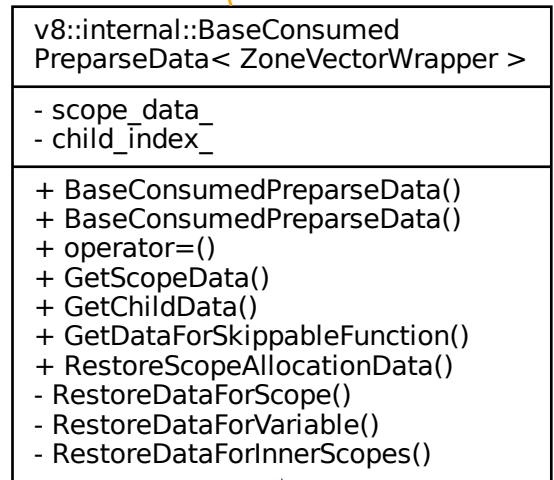 v8::internal::BaseConsumed
PreparseData< ZoneVectorWrapper >
- scope_data_
- child_index_
+ BaseConsumedPreparseData()
+ BaseConsumedPreparseData()
+ operator=()
+ GetScopeData()
+ GetChildData()
+ GetDataForSkippableFunction()
+ RestoreScopeAllocationData()
- RestoreDataForScope()
- RestoreDataForVariable()
- RestoreDataForInnerScopes()